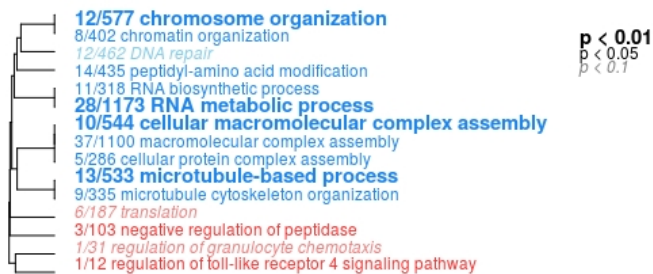 12/577 chromosome organization
8/402 chromatin organization
12/462 DNA repair
14/435 peptidyl-amino acid modification
11/318 RNA biosynthetic process
28/1173 RNA metabolic process
10/544 cellular macromolecular complex assembly
37/1100 macromolecular complex assembly
5/286 cellular protein complex assembly
13/533 microtubule-based process
9/335 microtubule cytoskeleton organization
6/187 translation
3/103 negative regulation of peptidase
1/31 regulation of granulocyte chemotaxis
1/12 regulation of toll-like receptor 4 signaling pathway
p < 0.01
p < 0.05
p < 0.1